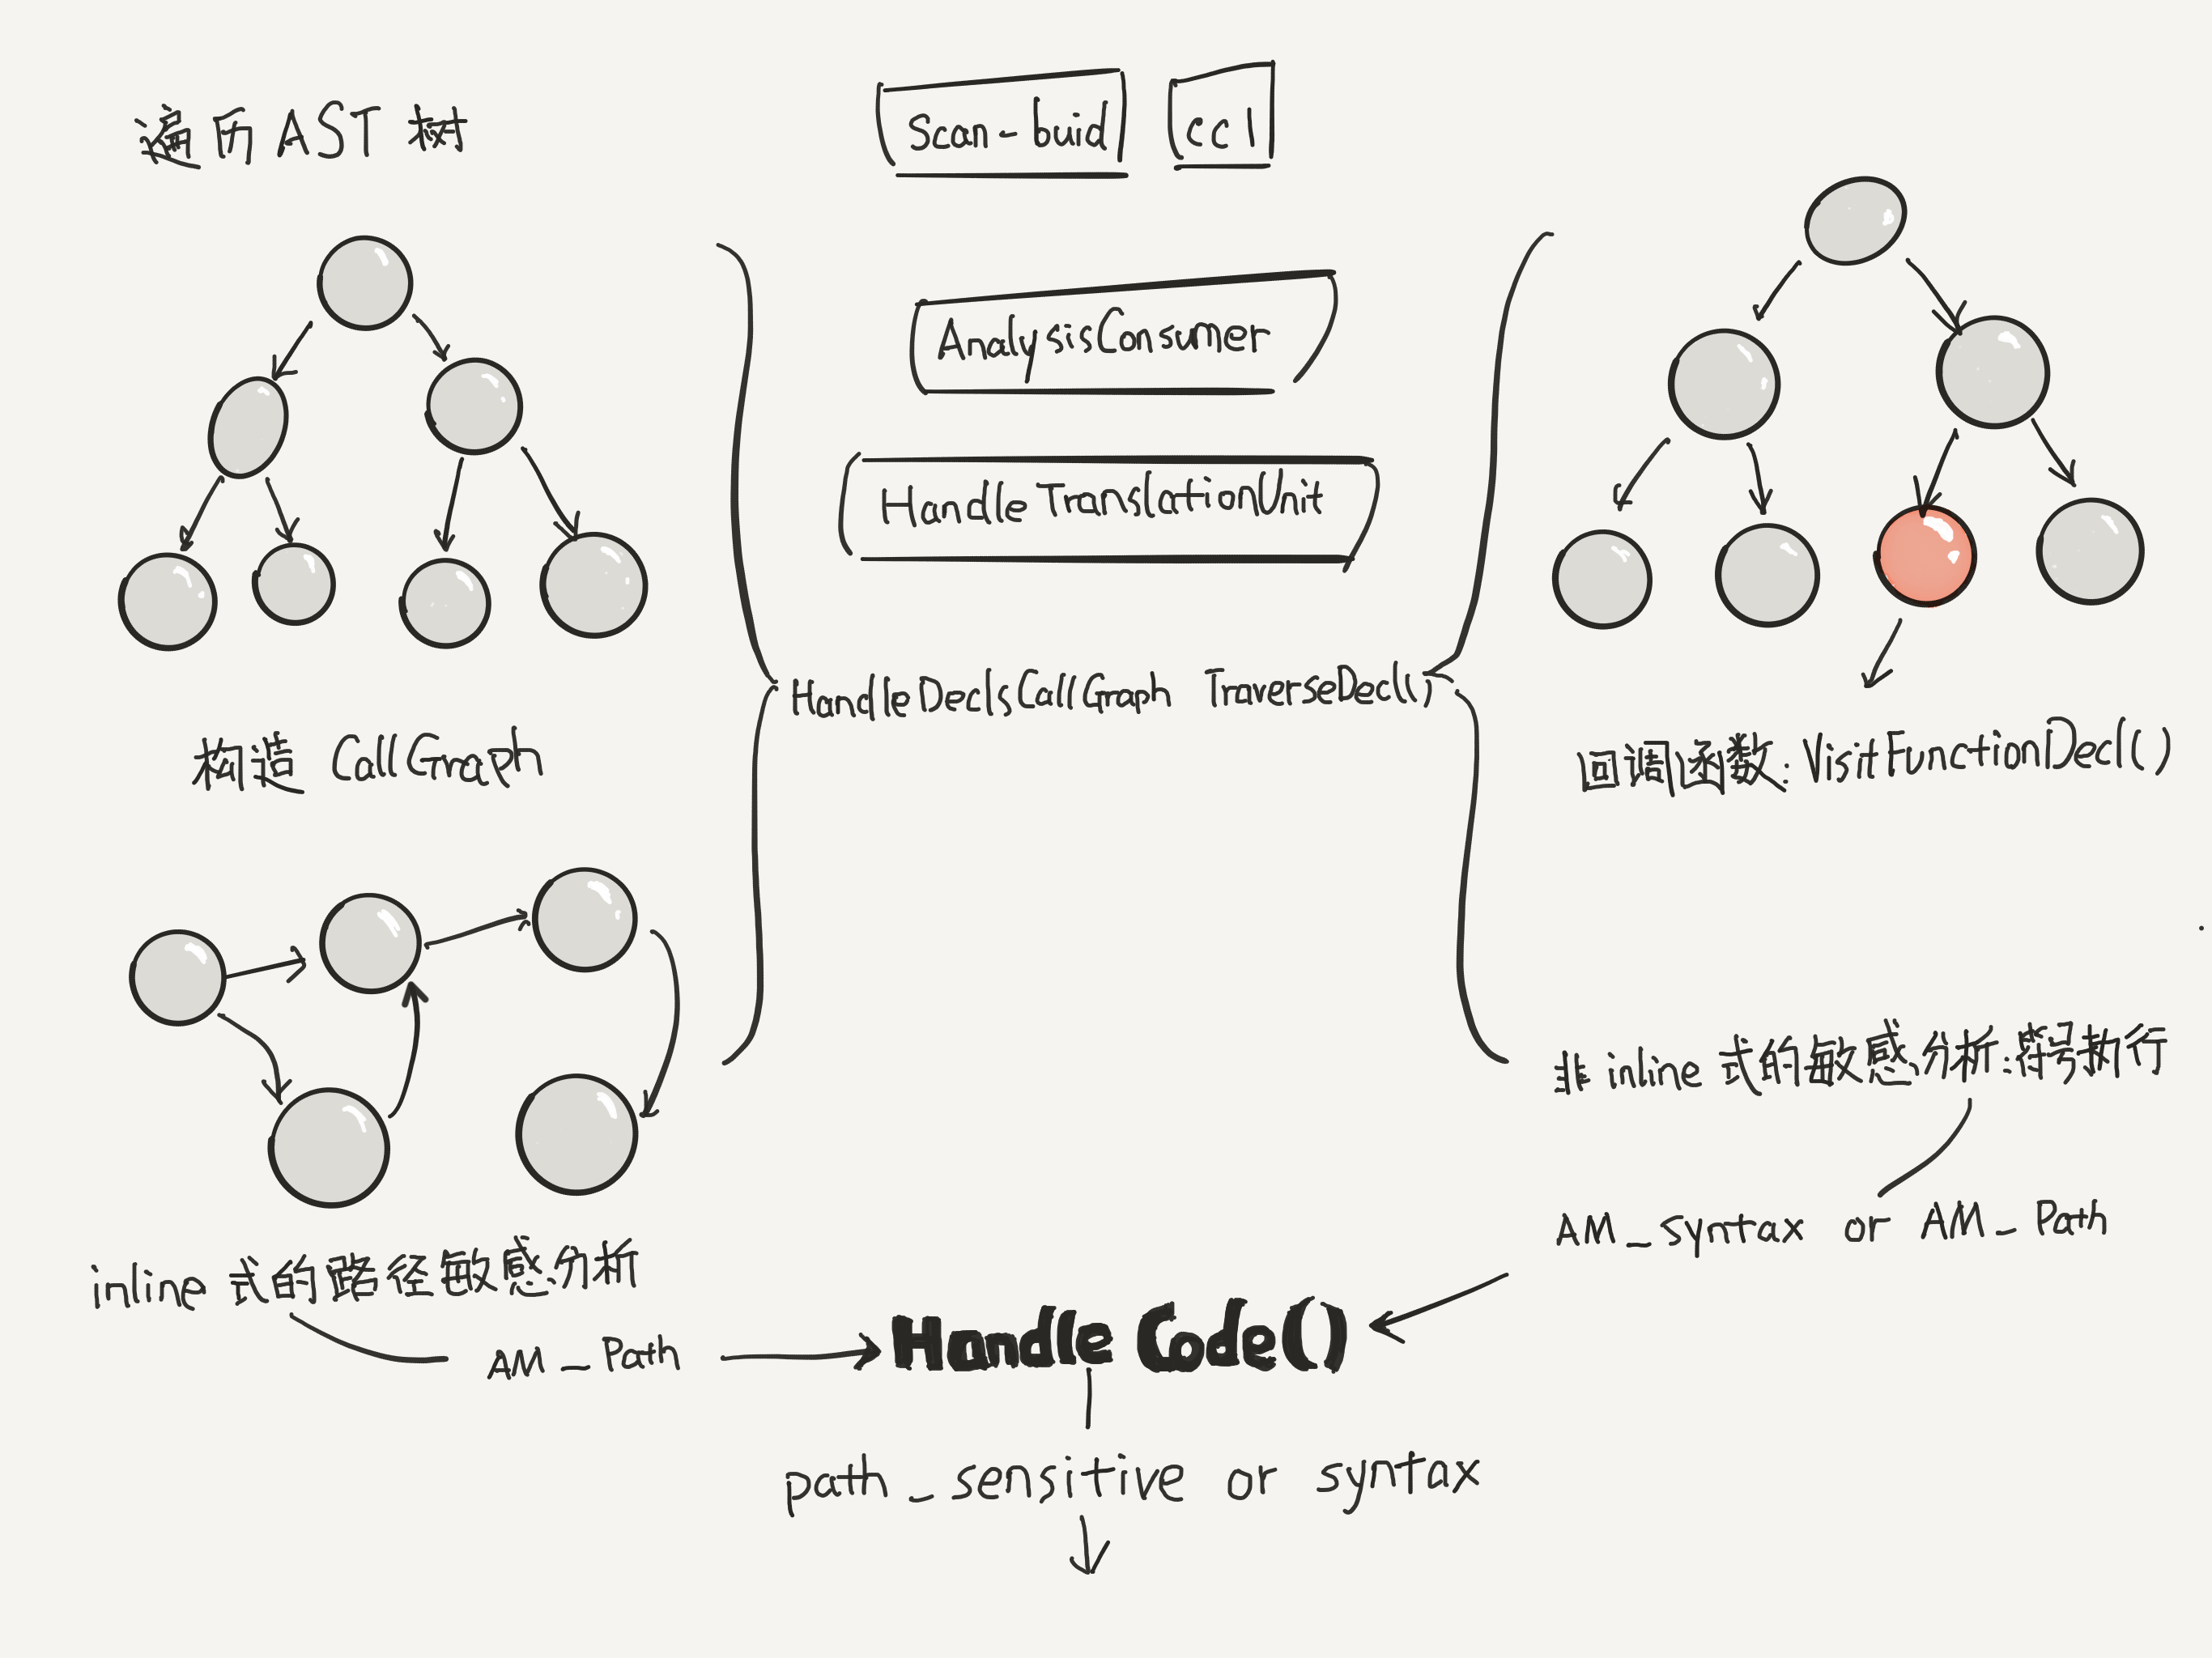 遍历 AST 树
Scan-buid
cc1
AnalysisConsumer
HandleTranslationUnit
HandleDeclsCallGraph TraverseDecl()
构造 CallGraph
回调函数: VisitFunctionDecl()
非 inline 式的敏感分析:符号执行
AM_syntax or AM_Path
inline 式的路径敏感分析
AM_Path
Handle Code()
path_sensitive or syntax